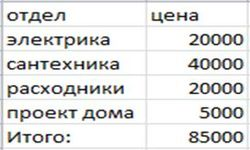 отдел цена
электрика 20000
сантехника 40000
расходники 20000
проект дома 5000
Итого: 85000